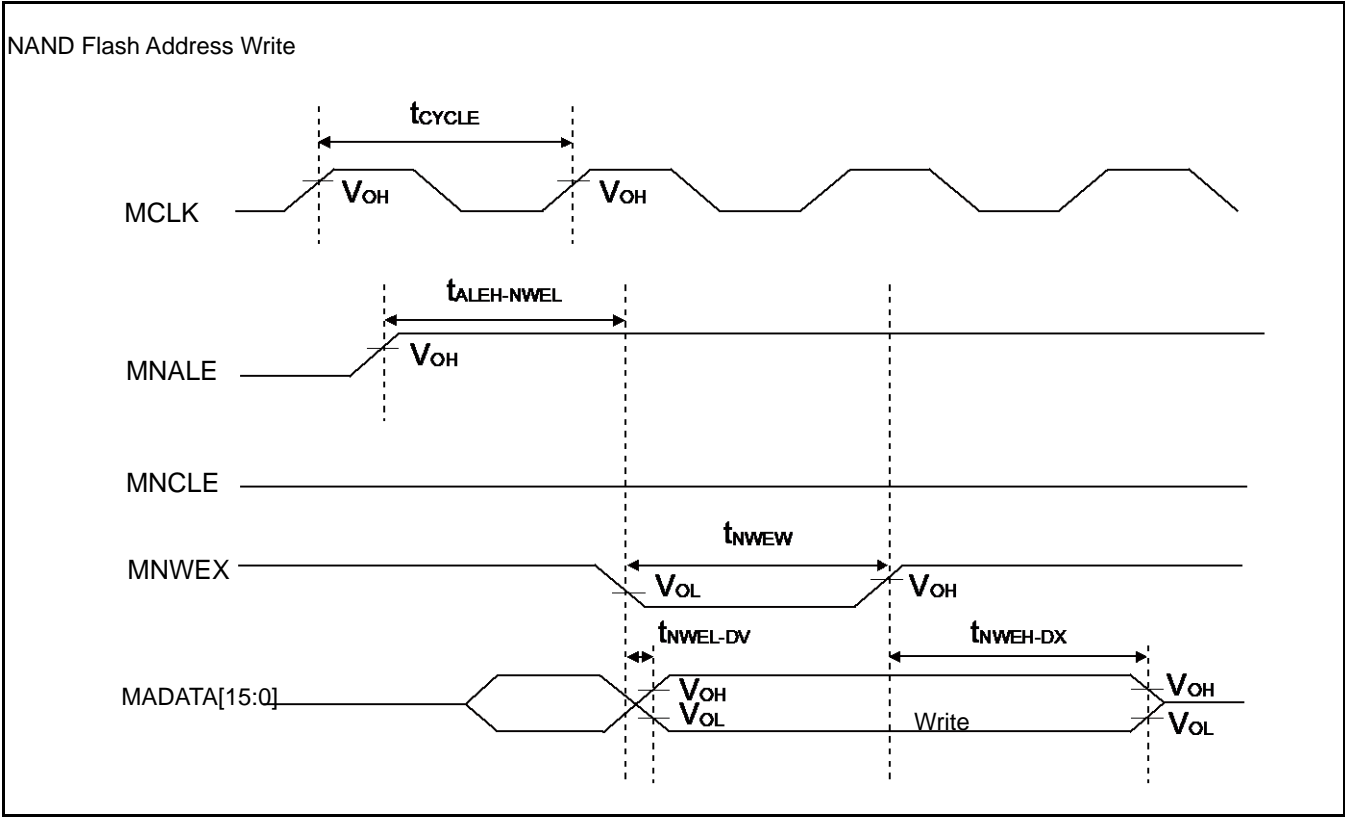 NAND Flash Address Write
tCYCLE
MCLK
VOH
VOH
tALEH-NWEL
MNALE
VOH
MNCLE
tNWEW
MNWEX
VOL
VOH
tNWEL-DV
tNWEH-DX
MADATA[15:0]
VOH
VOL
Write
VOH
VOL